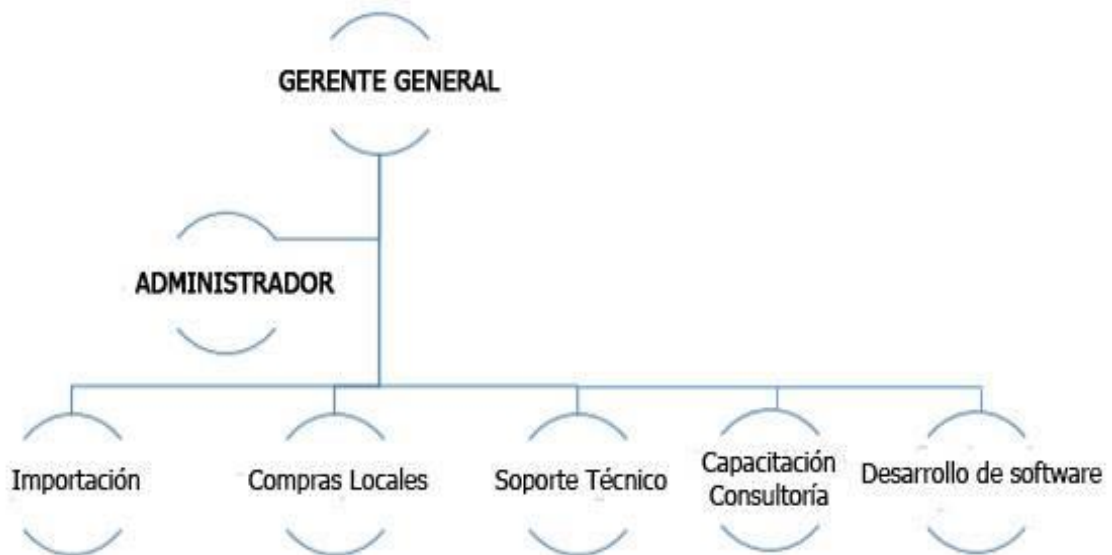 GERENTE GENERAL
ADMINISTRADOR
Importación
Compras Locales
Soporte Técnico
Capacitación
Consultoría
Desarrollo de software